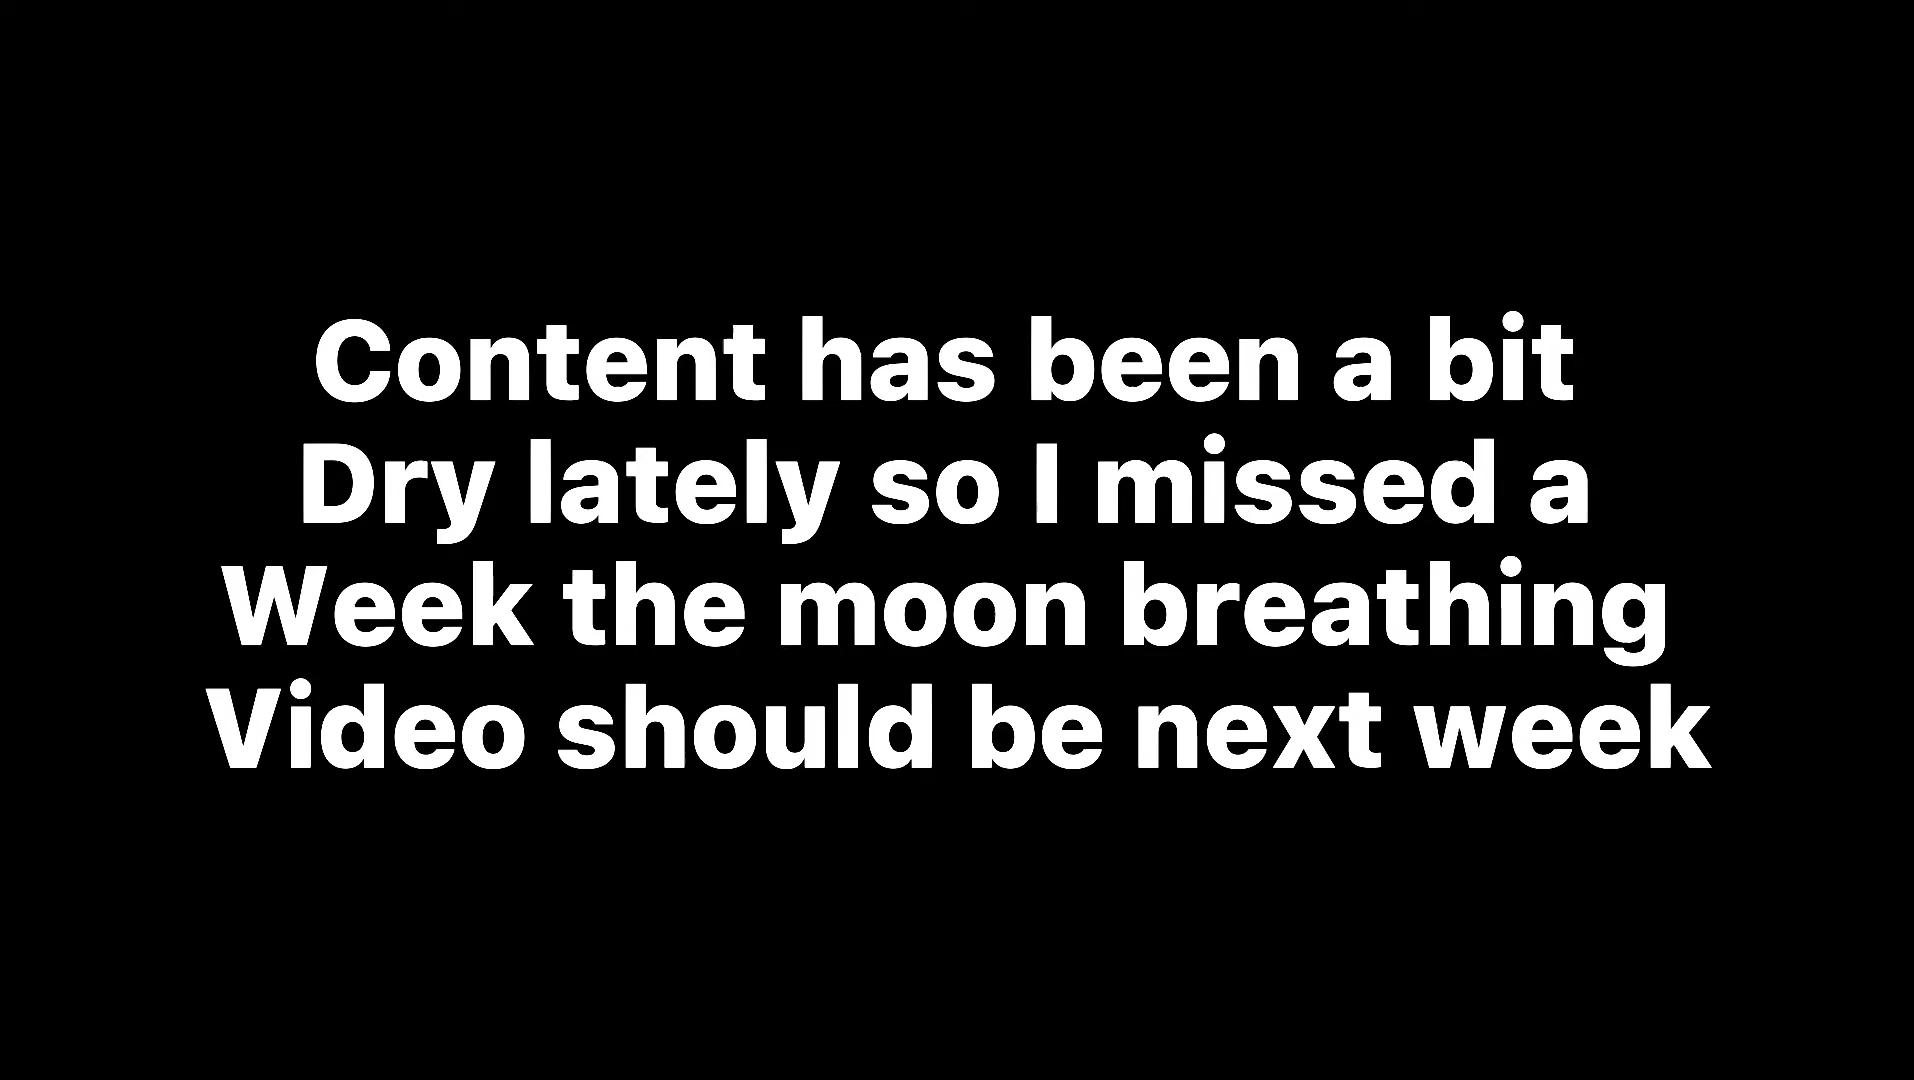 Content has been a bit
Dry lately so I missed a
Week the moon breathing
Video should be next week